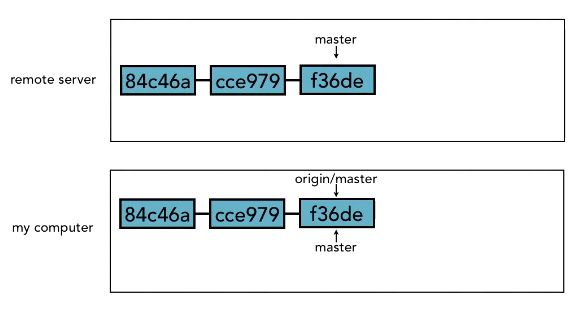 master
remote server
84c46a cce979 f36de
origin/master
84c46a cce979 f36de
my computer
master